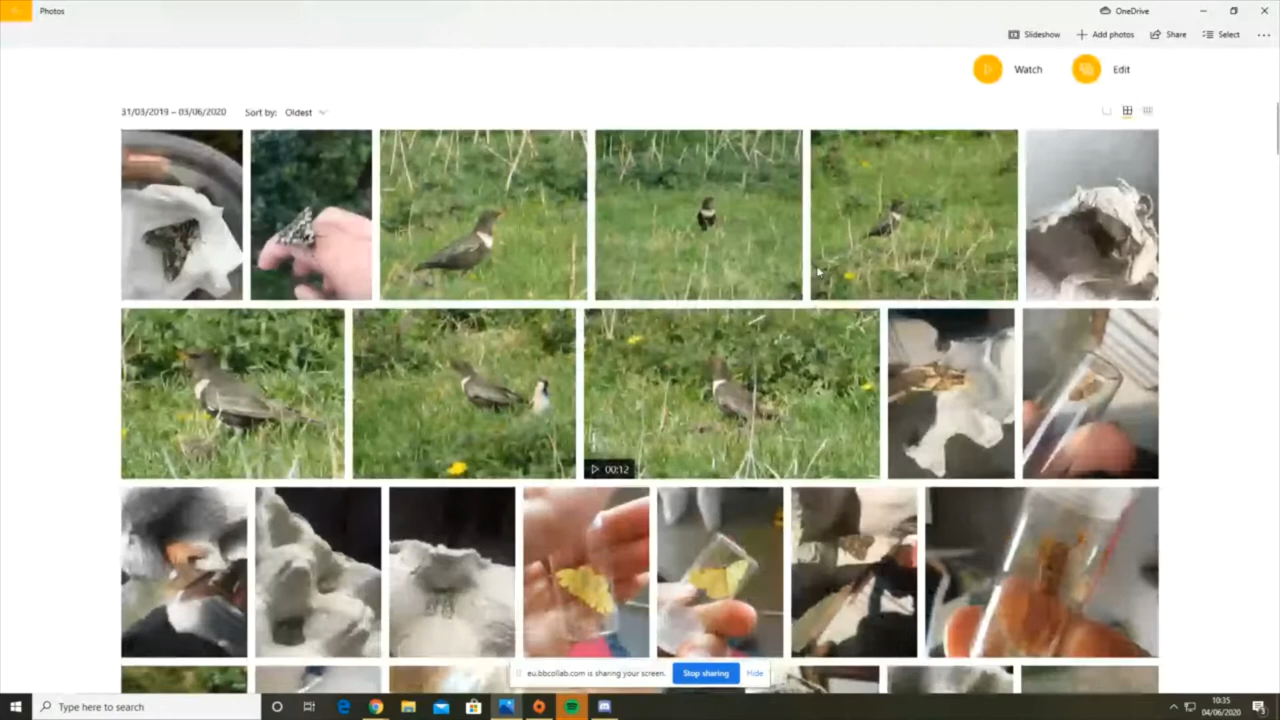 Photos
OneDrive
Slideshow
Add photos
Share
Select
Watch
Edit
31/03/2019 – 03/06/2020
Sort by: Oldest
00:12
eu.bbcollab.com is sharing your screen.
Stop sharing
Hide
Type here to search
10:35
04/06/2020